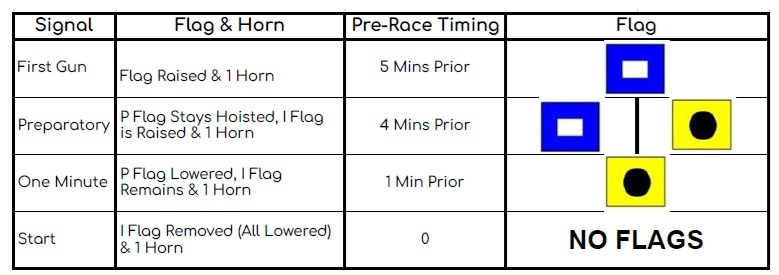 Signal Flag & Horn Pre-Race Timing Flag
First Gun Flag Raised & 1 Horn 5 Mins Prior
Preparatory P Flag Stays Hoisted, I Flag
is Raised & 1 Horn 4 Mins Prior
One Minute P Flag Lowered, I Flag
Remains & 1 Horn 1 Min Prior
Start I Flag Removed (All Lowered)
& 1 Horn 0 NO FLAGS